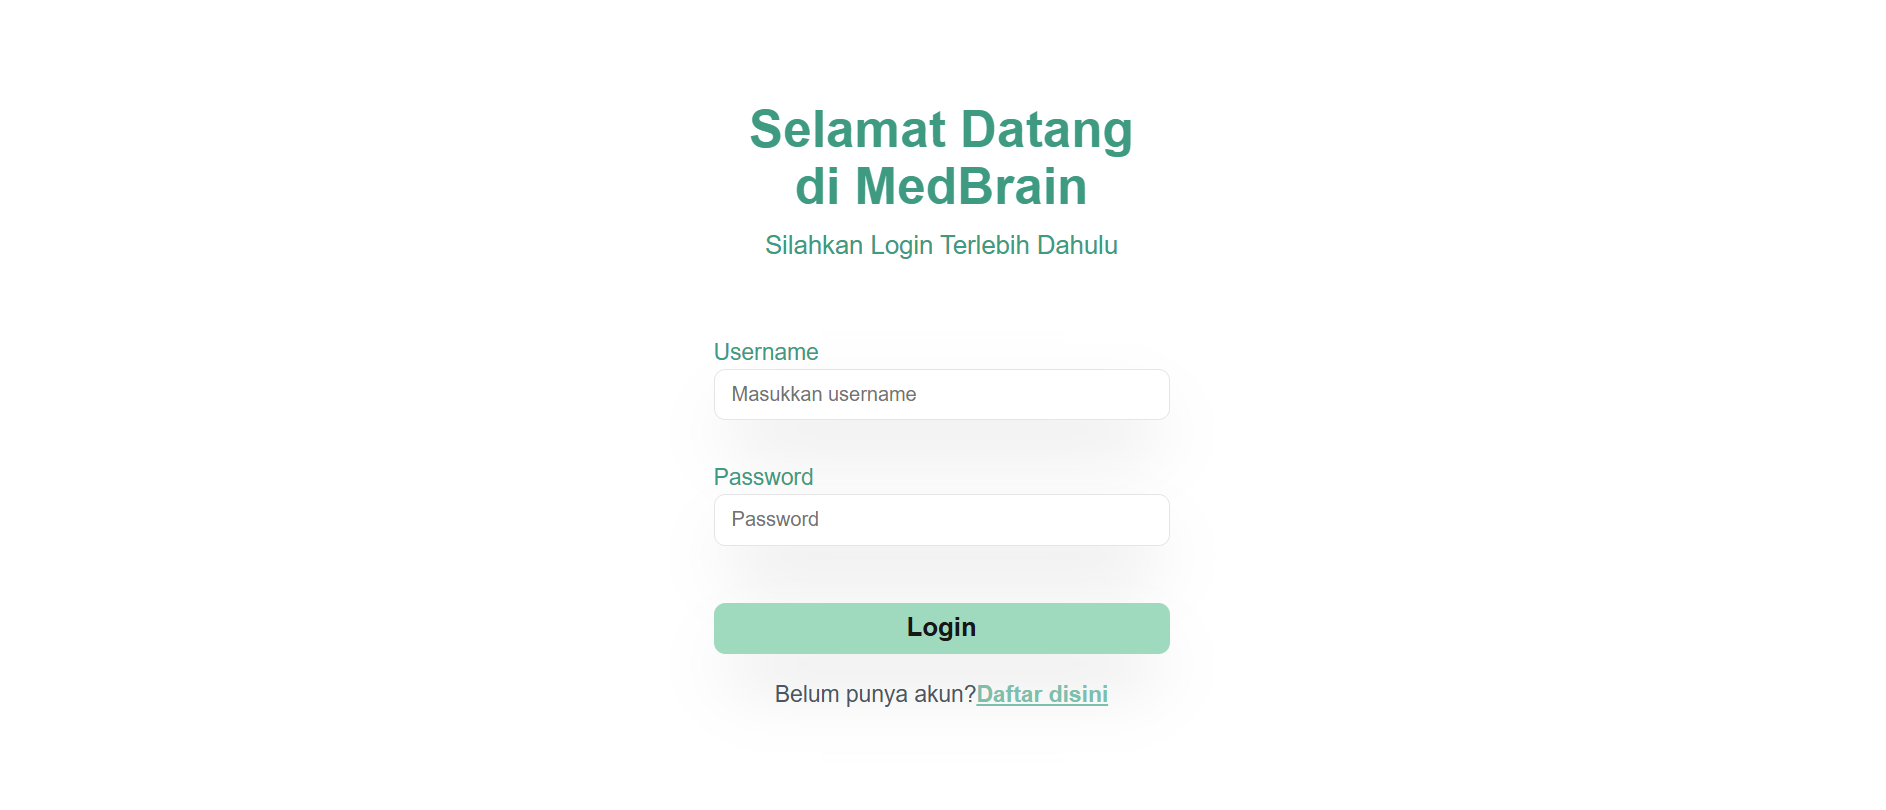 Selamat Datang
di MedBrain
Silahkan Login Terlebih Dahulu
Username
Masukkan username
Password
Password
Login
Belum punya akun?Daftar disini